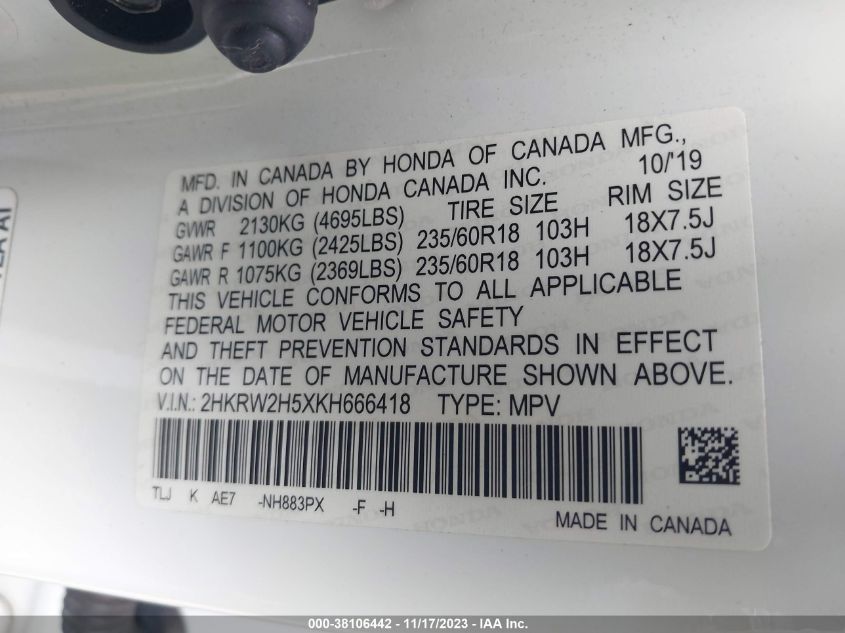 MFD. IN CANADA BY HONDA OF CANADA MFG.,
A DIVISION OF HONDA CANADA INC. 10/'19
GVWR 2130KG (4695LBS) TIRE SIZE RIM SIZE
GAWR F 1100KG (2425LBS) 235/60R18 103H 18X7.5J
GAWR R 1075KG (2369LBS) 235/60R18 103H 18X7.5J
THIS VEHICLE CONFORMS TO ALL APPLICABLE
FEDERAL MOTOR VEHICLE SAFETY
AND THEFT PREVENTION STANDARDS IN EFFECT
ON THE DATE OF MANUFACTURE SHOWN ABOVE.
V.I.N.: 2HKRW2H5XKH666418 TYPE: MPV
TLJ K AE7 -NH883PX -F -H
MADE IN CANADA
000-38106442 - 11/17/2023 - IAAI.com